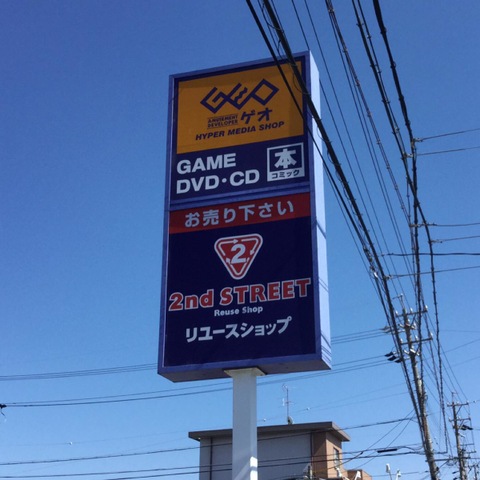 GEO
AMUSEMENT
DEVELOPER
ゲオ
HYPER MEDIA SHOP
GAME
DVD・CD
本
コミック
お売り下さい
2
2nd STREET
Reuse Shop
リユースショップ